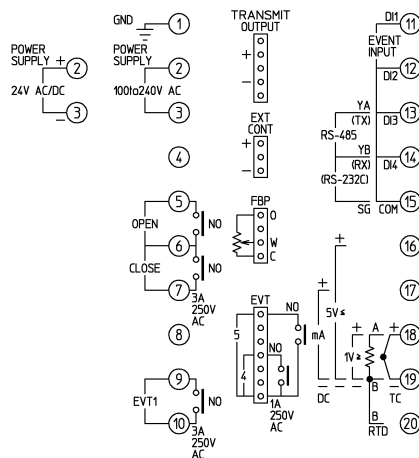 GND
1
POWER
SUPPLY
+
2
24V AC/DC
3
−
POWER
SUPPLY
2
100to240V AC
3
4
5
OPEN
NO
6
CLOSE
NO
7
3A
250V
AC
8
9
EVT1
NO
10
3A
250V
AC
TRANSMIT
OUTPUT
+
−
EXT
CONT
+
−
FBP
O
W
C
EVT
NO
5
NO
4
1A
250V
AC
DI1
11
EVENT
INPUT
12
DI2
YA
13
(TX)
DI3
RS-485
YB
14
(RX)
DI4
(RS-232C)
15
SG
COM
+
16
+
5V≤
17
mA
+
1V≥
A
+
18
− − −
B
−
19
DC
TC
B
20
RTD